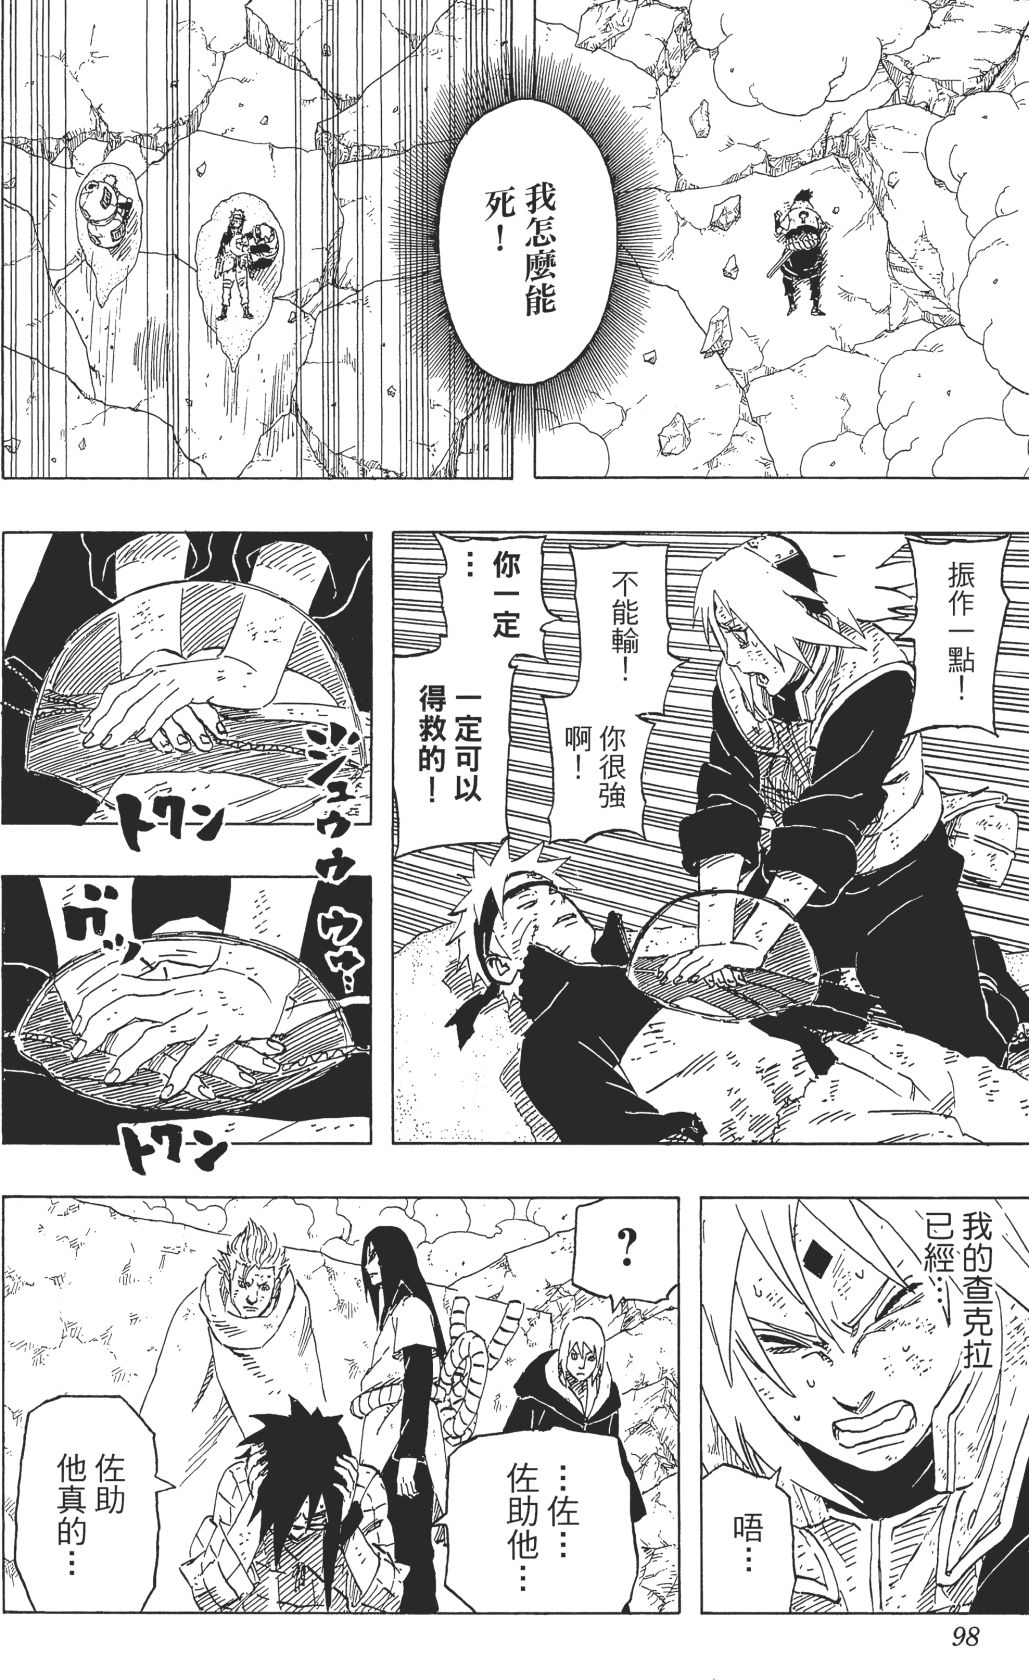 我怎麼能
死！
振作一點！
不能輸！
你很強
啊！
你一定
…
一定可以
得救的！
ジュウウウウ…
トクン
ググッ
トクン
我的查克拉
已經…
唔…
？
…佐…
佐助他…
佐助
他真的…
98